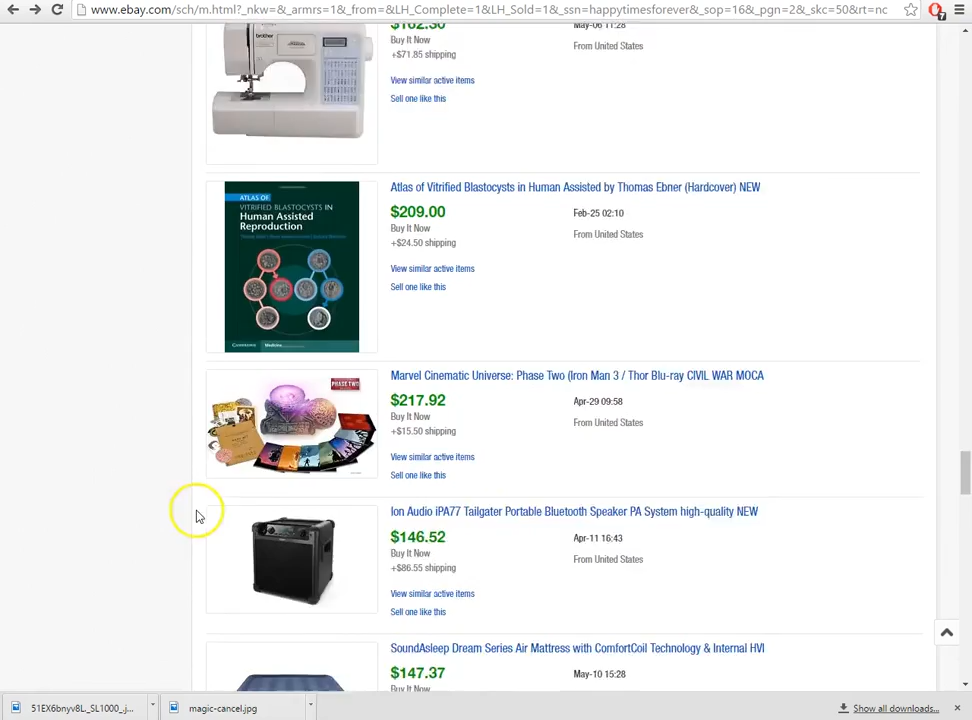 www.ebay.com/sch/m.html?_nkw=&_armrs=1&_from=&LH_Complete=1&LH_Sold=1&_ssn=happytimesforever&_sop=16&_pgn=2&_skc=50&rt=nc
7
brother
$162.30
Buy It Now
+$71.85 shipping
May-06 11:28
From United States
View similar active items
Sell one like this
ATLAS OF
VITRIFIED BLASTOCYSTS IN
Human Assisted
Reproduction
Medicine
Atlas of Vitrified Blastocysts in Human Assisted by Thomas Ebner (Hardcover) NEW
$209.00
Buy It Now
+$24.50 shipping
Feb-25 02:10
From United States
View similar active items
Sell one like this
PHASE TWO
Marvel Cinematic Universe: Phase Two (Iron Man 3 / Thor Blu-ray CIVIL WAR MOCA
$217.92
Buy It Now
+$15.50 shipping
Apr-29 09:58
From United States
View similar active items
Sell one like this
Ion Audio iPA77 Tailgater Portable Bluetooth Speaker PA System high-quality NEW
$146.52
Buy It Now
+$86.55 shipping
Apr-11 16:43
From United States
View similar active items
Sell one like this
SoundAsleep Dream Series Air Mattress with ComfortCoil Technology & Internal HVI
$147.37
Buy It Now
May-10 15:28
51EX6bnyv8L._SL1000_.j...
magic-cancel.jpg
Show all downloads...